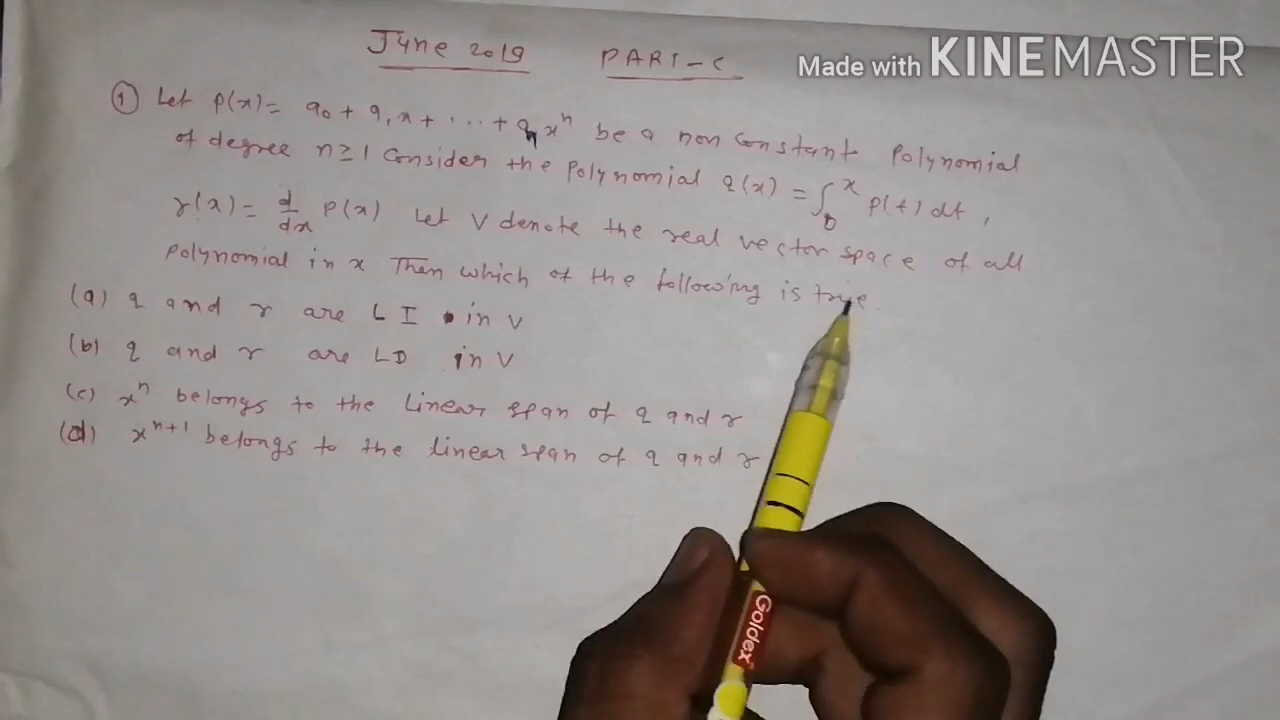 June 2019 PART-C
Made with KINEMASTER
① Let P(x)= a₀ + a₁x + ... + aₙxⁿ be a non constant Polynomial
of degree n≥1 Consider the Polynomial q(x) = ∫₀ˣ P(t) dt,
r(x)= d/dx P(x) Let V denote the real vector space of all
Polynomial in x Then which of the following is true
(a) q and r are LI in V
(b) q and r are LD in V
(c) xⁿ belongs to the Linear span of q and r
(d) xⁿ⁺¹ belongs to the linear span of q and r
Goldex